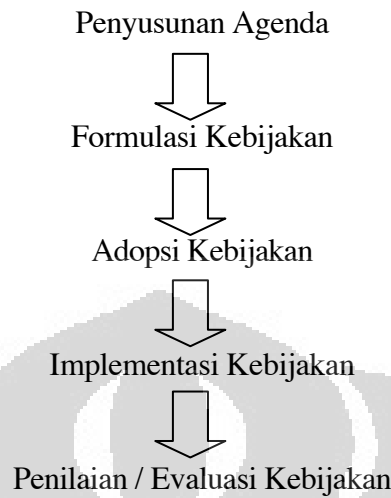 Penyusunan Agenda
Formulasi Kebijakan
Adopsi Kebijakan
Implementasi Kebijakan
Penilaian / Evaluasi Kebijakan